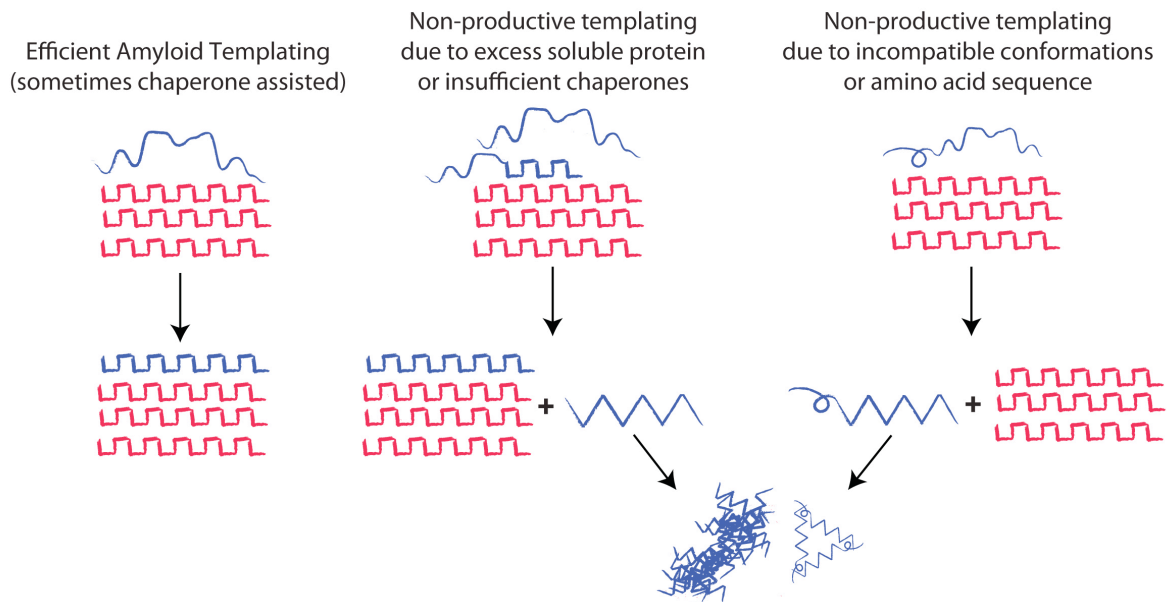 Efficient Amyloid Templating
(sometimes chaperone assisted)
Non-productive templating
due to excess soluble protein
or insufficient chaperones
Non-productive templating
due to incompatible conformations
or amino acid sequence
+
+